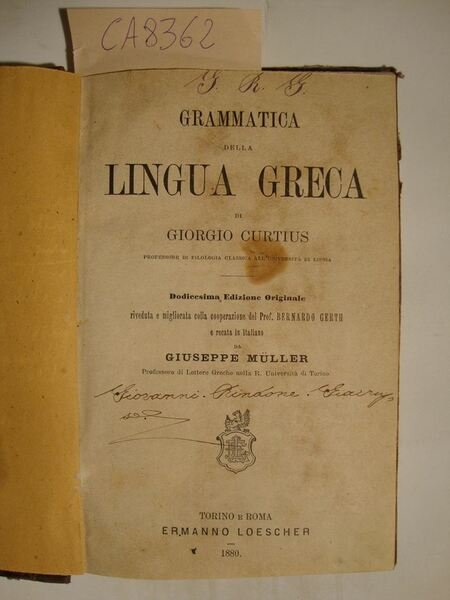 CA8362
G. R. G.
GRAMMATICA
DELLA
LINGUA GRECA
DI
GIORGIO CURTIUS
PROFESSORE DI FILOLOGIA CLASSICA ALL'UNIVERSITÀ DI LIPSIA
Dodicesima Edizione Originale
riveduta e migliorata colla cooperazione del Prof. BERNARDO GERTH
e recata in Italiano
DA
GIUSEPPE MÜLLER
Professore di Lettere Greche nella R. Università di Torino
Giovanni
TORINO E ROMA
ERMANNO LOESCHER
1880.